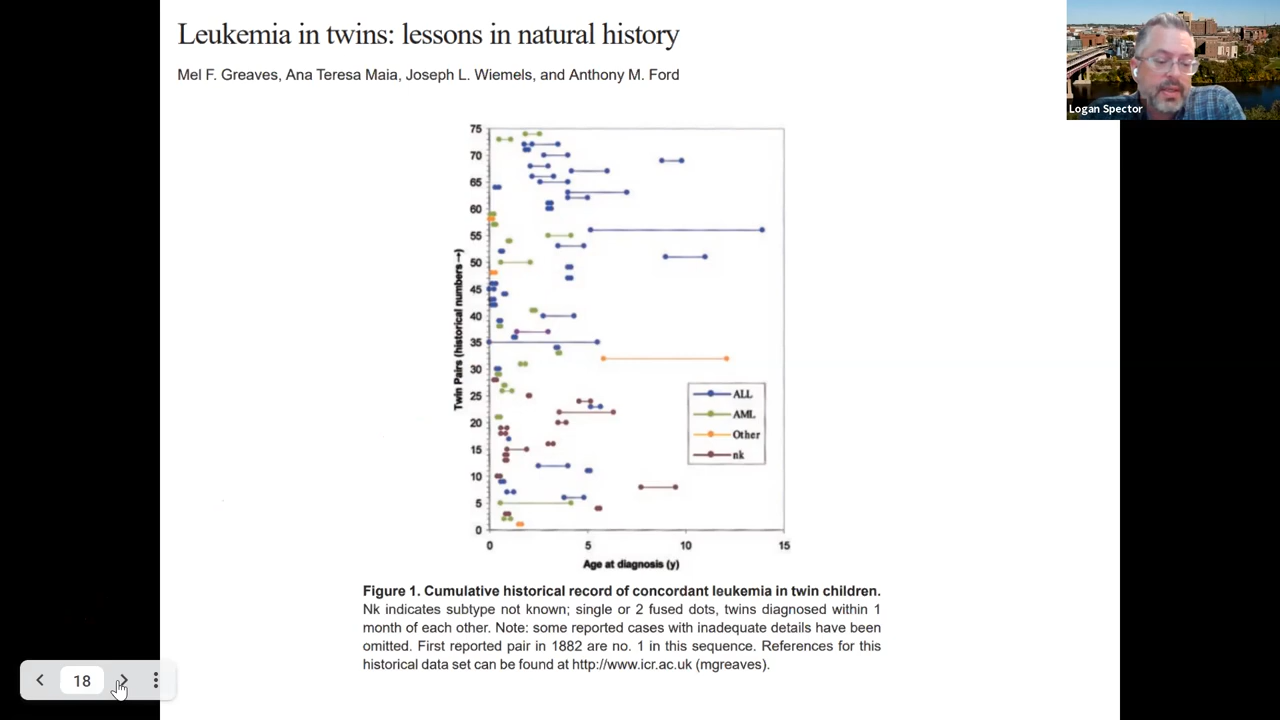 Leukemia in twins: lessons in natural history
Mel F. Greaves, Ana Teresa Maia, Joseph L. Wiemels, and Anthony M. Ford
Logan Spector
75
70
65
60
55
50
45
40
35
30
25
20
15
10
5
0
Twin Pairs (historical numbers→)
ALL
AML
Other
nk
0 5 10 15
Age at diagnosis (y)
Figure 1. Cumulative historical record of concordant leukemia in twin children.
Nk indicates subtype not known; single or 2 fused dots, twins diagnosed within 1
month of each other. Note: some reported cases with inadequate details have been
omitted. First reported pair in 1882 are no. 1 in this sequence. References for this
historical data set can be found at http://www.icr.ac.uk (mgreaves).
18